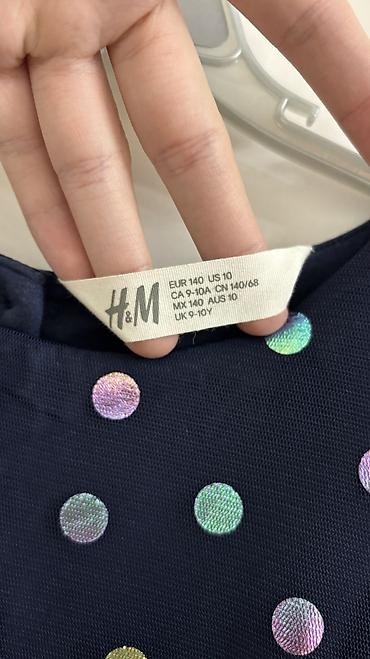 H&M
EUR 140 US 10
CA 9-10A CN 140/68
MX 140 AUS 10
UK 9-10Y